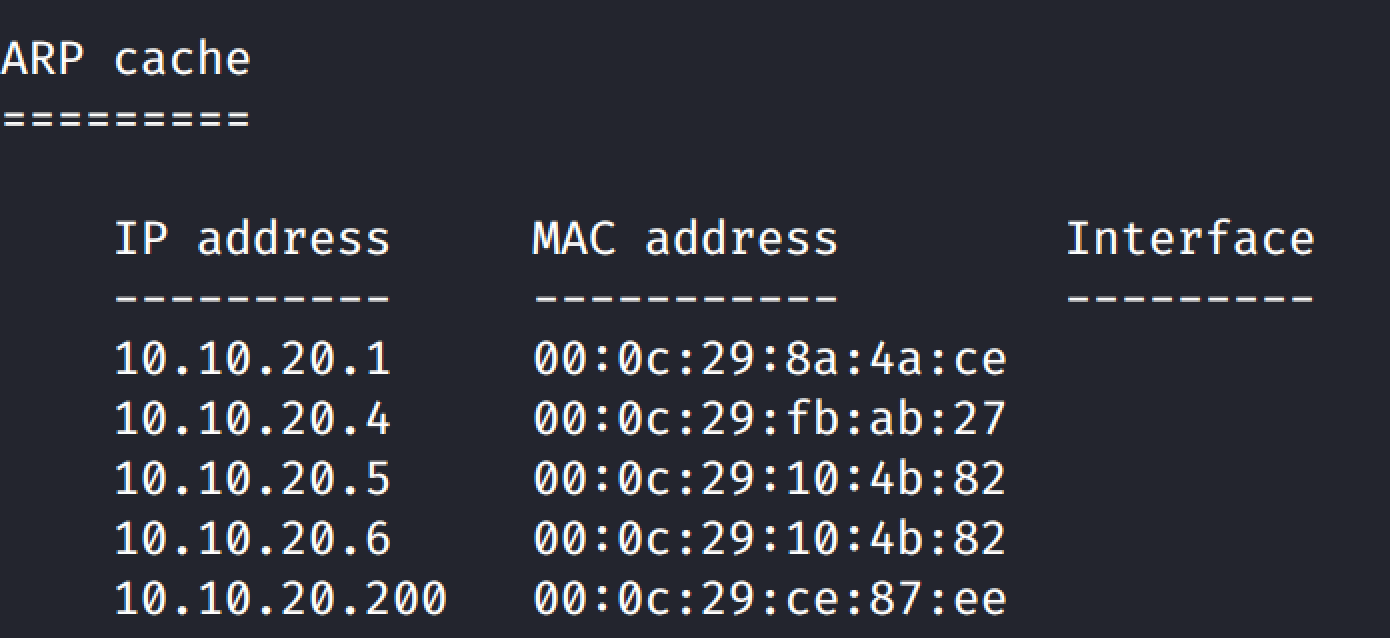 ARP cache
=========
IP address MAC address Interface
---------- ----------- ---------
10.10.20.1 00:0c:29:8a:4a:ce
10.10.20.4 00:0c:29:fb:ab:27
10.10.20.5 00:0c:29:10:4b:82
10.10.20.6 00:0c:29:10:4b:82
10.10.20.200 00:0c:29:ce:87:ee